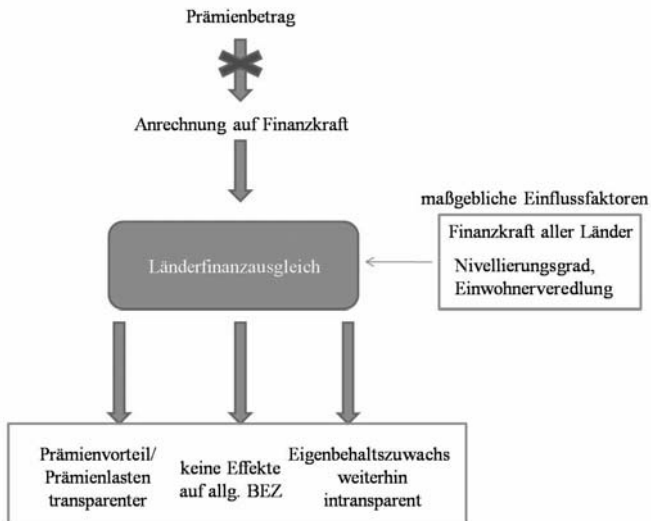 Prämienbetrag
Anrechnung auf Finanzkraft
maßgebliche Einflussfaktoren
Finanzkraft aller Länder
Nivellierungsgrad,
Einwohnerveredlung
Länderfinanzausgleich
Prämienvorteil/
Prämienlasten
transparenter
keine Effekte
auf allg. BEZ
Eigenbehaltszuwachs
weiterhin
intransparent